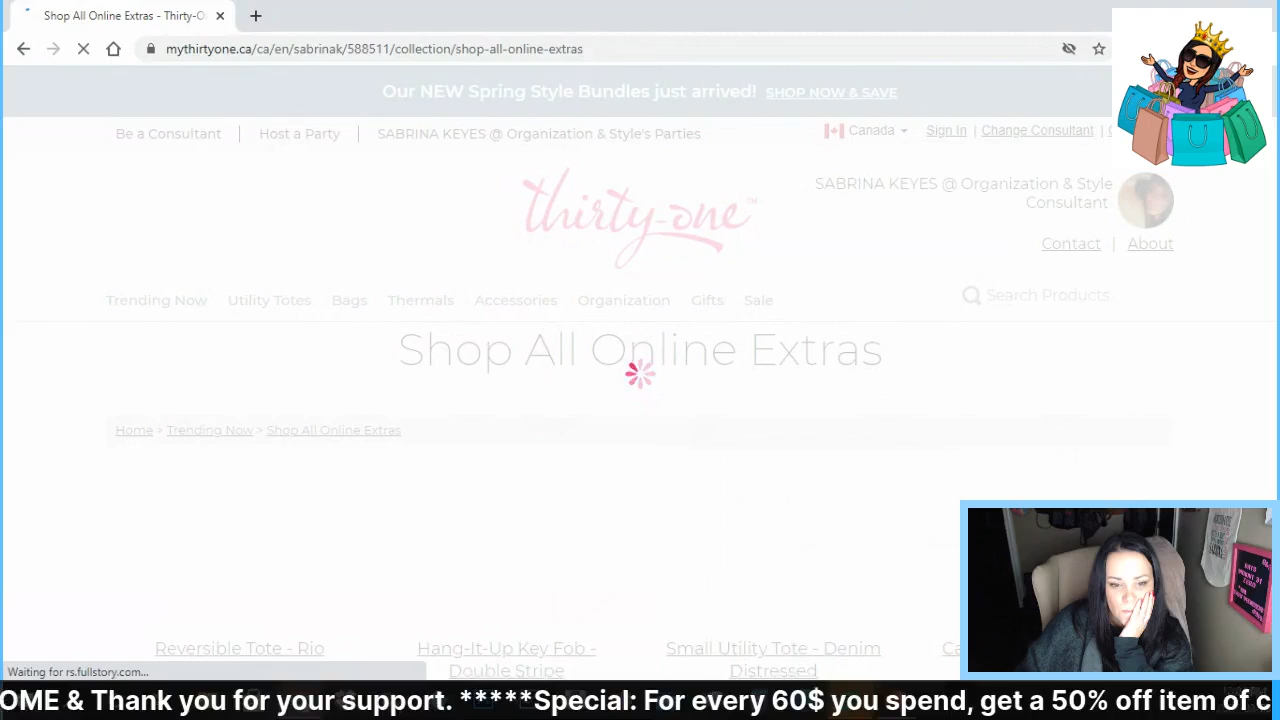 Shop All Online Extras - Thirty-O
mythirtyone.ca/ca/en/sabrinak/588511/collection/shop-all-online-extras
Our NEW Spring Style Bundles just arrived! SHOP NOW & SAVE
Be a Consultant | Host a Party | SABRINA KEYES @ Organization & Style's Parties
Canada Sign In | Change Consultant |
thirty-one™
SABRINA KEYES @ Organization & Style
Consultant
Contact | About
Trending Now Utility Totes Bags Thermals Accessories Organization Gifts Sale
Search Products
Shop All Online Extras
Home > Trending Now > Shop All Online Extras
Reversible Tote - Rio
Hang-It-Up Key Fob -
Double Stripe
Small Utility Tote - Denim
Distressed
Waiting for rs.fullstory.com...
OME & Thank you for your support. *****Special: For every 60$ you spend, get a 50% off item of c